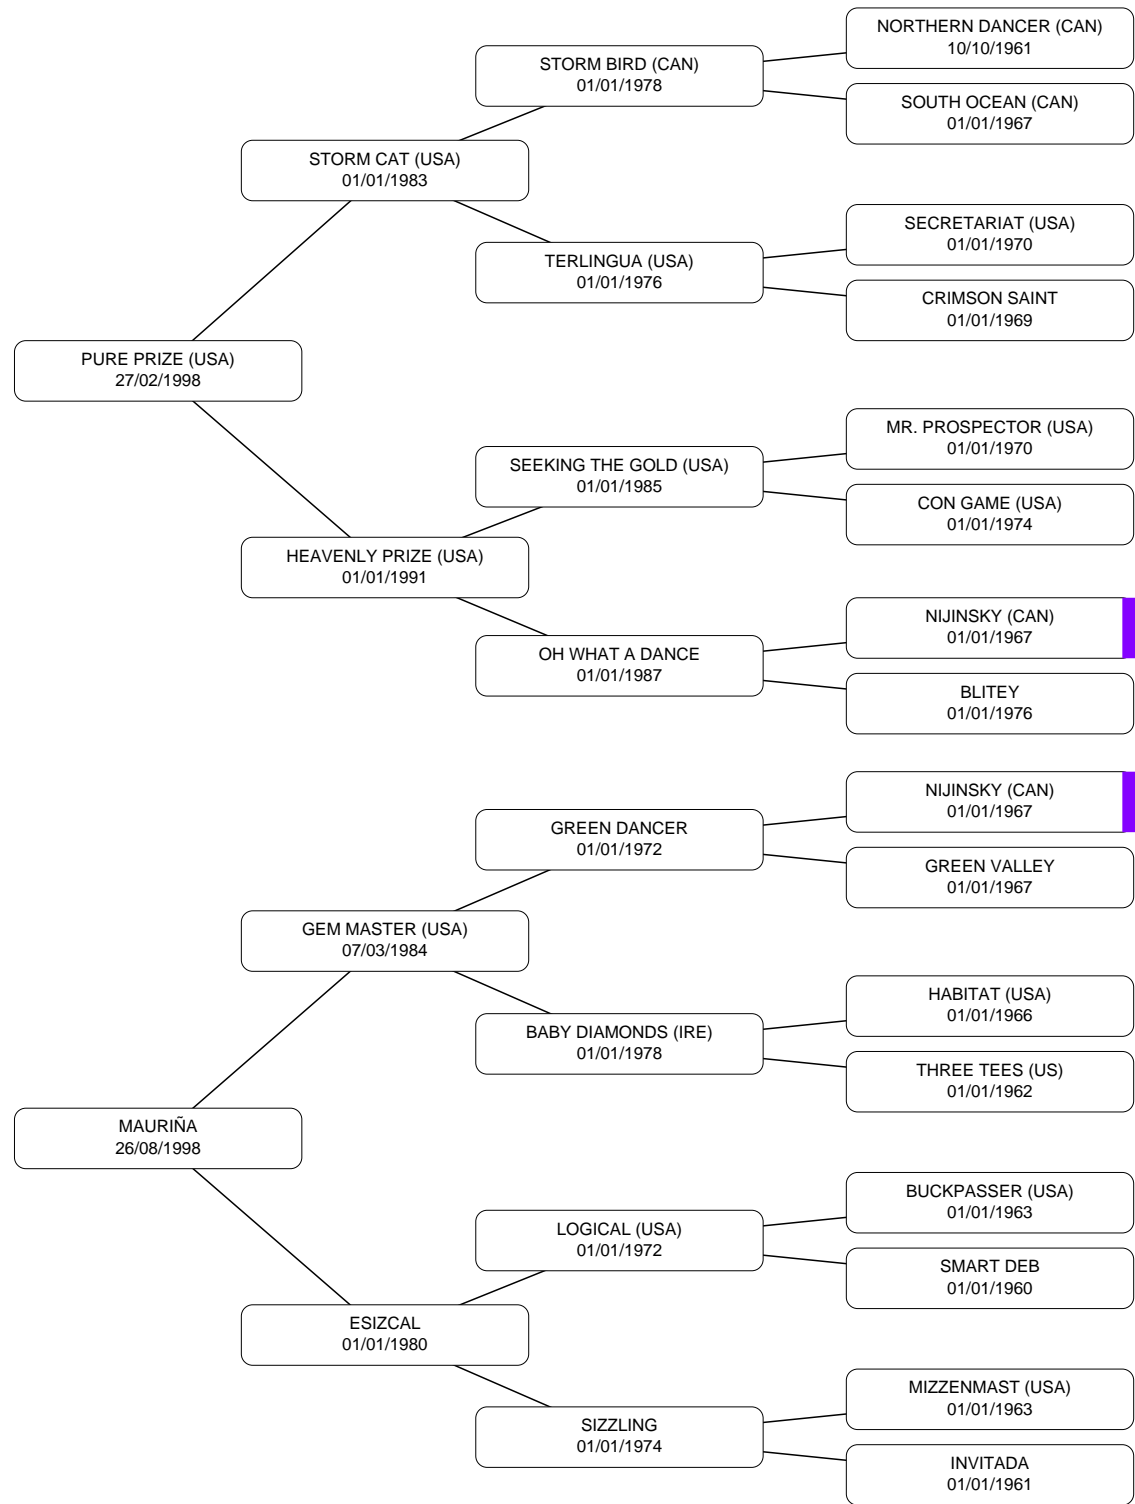 NORTHERN DANCER (CAN)
10/10/1961
STORM BIRD (CAN)
01/01/1978
SOUTH OCEAN (CAN)
01/01/1967
STORM CAT (USA)
01/01/1983
SECRETARIAT (USA)
01/01/1970
TERLINGUA (USA)
01/01/1976
CRIMSON SAINT
01/01/1969
PURE PRIZE (USA)
27/02/1998
MR. PROSPECTOR (USA)
01/01/1970
SEEKING THE GOLD (USA)
01/01/1985
CON GAME (USA)
01/01/1974
HEAVENLY PRIZE (USA)
01/01/1991
NIJINSKY (CAN)
01/01/1967
OH WHAT A DANCE
01/01/1987
BLITEY
01/01/1976
NIJINSKY (CAN)
01/01/1967
GREEN DANCER
01/01/1972
GREEN VALLEY
01/01/1967
GEM MASTER (USA)
07/03/1984
HABITAT (USA)
01/01/1966
BABY DIAMONDS (IRE)
01/01/1978
THREE TEES (US)
01/01/1962
MAURIÑA
26/08/1998
BUCKPASSER (USA)
01/01/1963
LOGICAL (USA)
01/01/1972
SMART DEB
01/01/1960
ESIZCAL
01/01/1980
MIZZENMAST (USA)
01/01/1963
SIZZLING
01/01/1974
INVITADA
01/01/1961